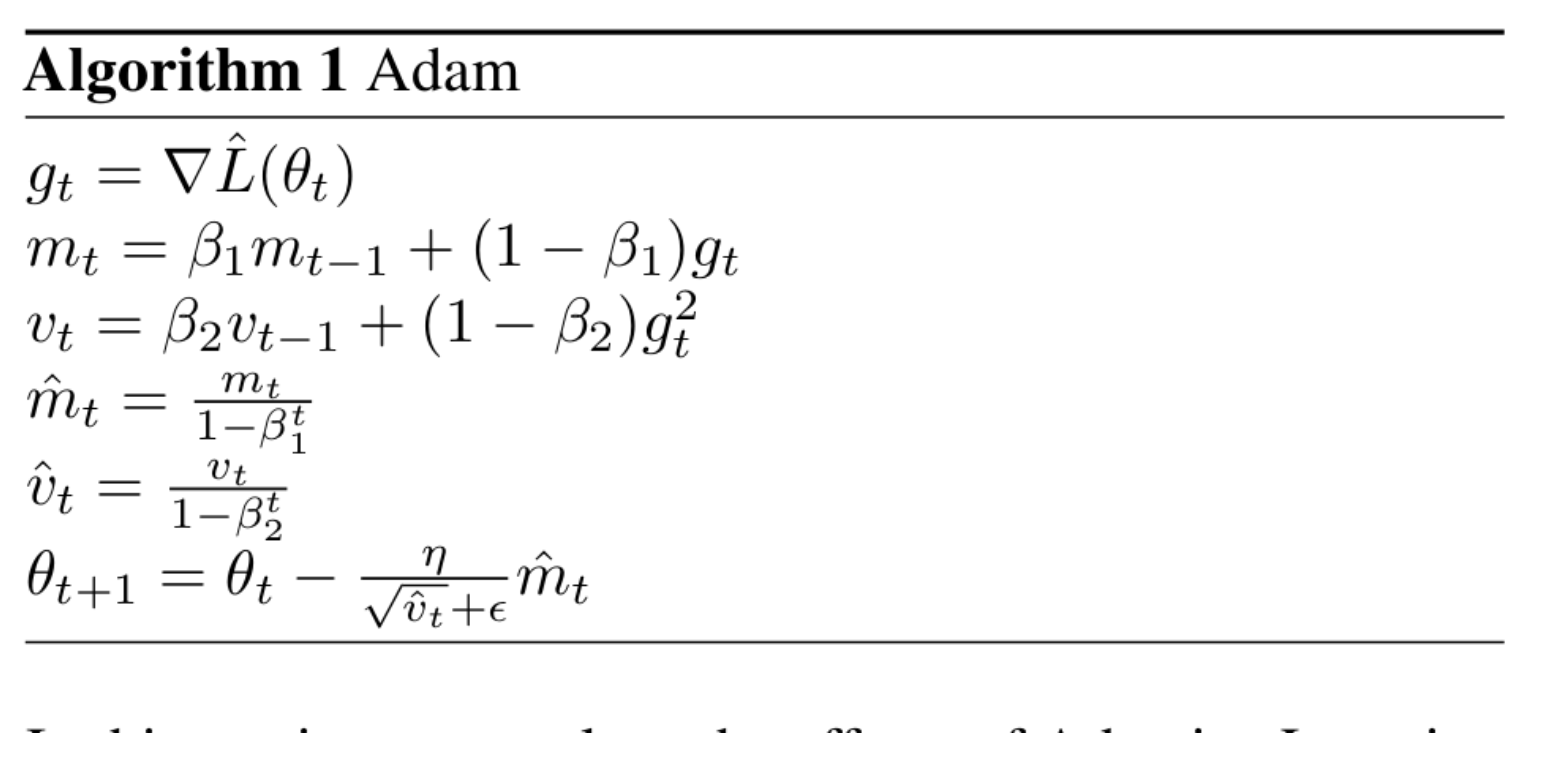 Algorithm 1 Adam
g_t = ∇L̂(θ_t)
m_t = β_1 m_{t−1} + (1 − β_1)g_t
v_t = β_2 v_{t−1} + (1 − β_2)g_t^2
m̂_t = m_t / (1−β_1^t)
v̂_t = v_t / (1−β_2^t)
θ_{t+1} = θ_t − η / (√v̂_t+ϵ) m̂_t